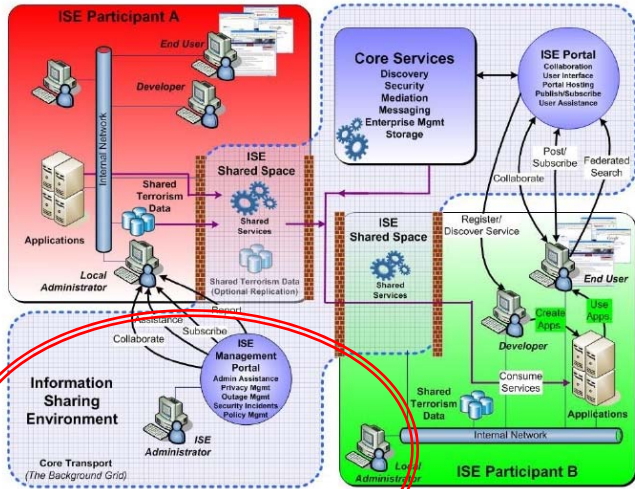 ISE Participant A
End User
Developer
Internal Network
Applications
Shared
Terrorism
Data
Local
Administrator
ISE
Shared Space
Shared
Services
Shared Terrorism Data
(Optional Replication)
Core Services
Discovery
Security
Mediation
Messaging
Enterprise Mgmt
Storage
ISE Portal
Collaboration
User Interface
Portal Hosting
Publish/Subscribe
User Assistance
Collaborate
Post/
Subscribe
Federated
Search
Register/
Discover Service
ISE
Shared Space
Shared
Services
End User
Developer
Create
Apps.
Use
Apps.
Applications
Consume
Services
Shared
Terrorism
Data
Internal Network
Local
Administrator
ISE Participant B
Report
Assistance
Subscribe
Collaborate
ISE
Management
Portal
Admin Assistance
Privacy Mgmt
Outage Mgmt
Security Incidents
Policy Mgmt
Information
Sharing
Environment
ISE
Administrator
Core Transport
(The Background Grid)